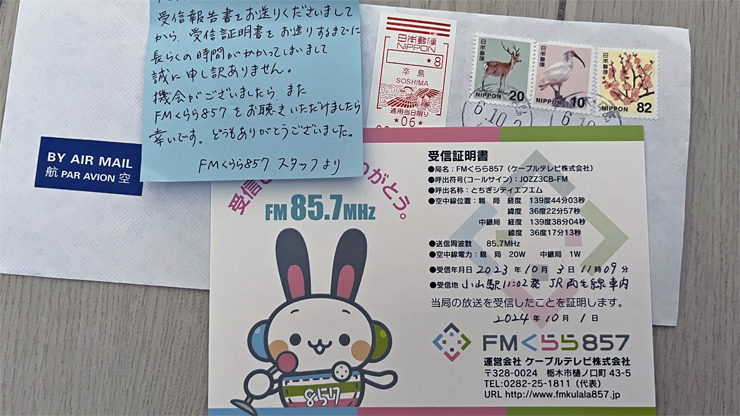 受信報告書をお送りくださいまして
から、受信証明書をお送りするまでに
長らくの時間がかかってしまいまして
誠に申し訳ありません。
機会がございましたら、また
FMくらら857をお聴きいただけましたら
幸いです。どうもありがとうございました。
FMくらら857 スタッフより
BY AIR MAIL
航 PAR AVION 空
日本郵便
NIPPON
*8
卒島
SOSHIMA
適用当日限り
*06
日本郵便
20
NIPPON
日本郵便
10
NIPPON
日本郵便
NIPPON
82
6.10.2
受信
がとう。
FM 85.7MHz
857
受信証明書
●局名:FMくらら857(ケーブルテレビ株式会社)
●呼出符号(コールサイン):JOZZ3CB-FM
●呼出名称:とちぎシティエフエム
●空中線位置:親 局 経度 139度44分03秒
緯度 36度22分57秒
中継局 経度 139度38分04秒
緯度 36度17分13秒
●送信周波数 85.7MHz
●空中線電力:親 局 20W 中継局 1W
●受信年月日 2023年10月3日11時09分
●受信地 小山駅11:02発 JR両毛線車内
当局の放送を受信したことを証明します。
2024年10月1日
FMくらら857
運営会社 ケーブルテレビ株式会社
〒328-0024 栃木市樋ノ口町 43-5
TEL:0282-25-1811(代表)
URL http://www.fmkulala857.jp